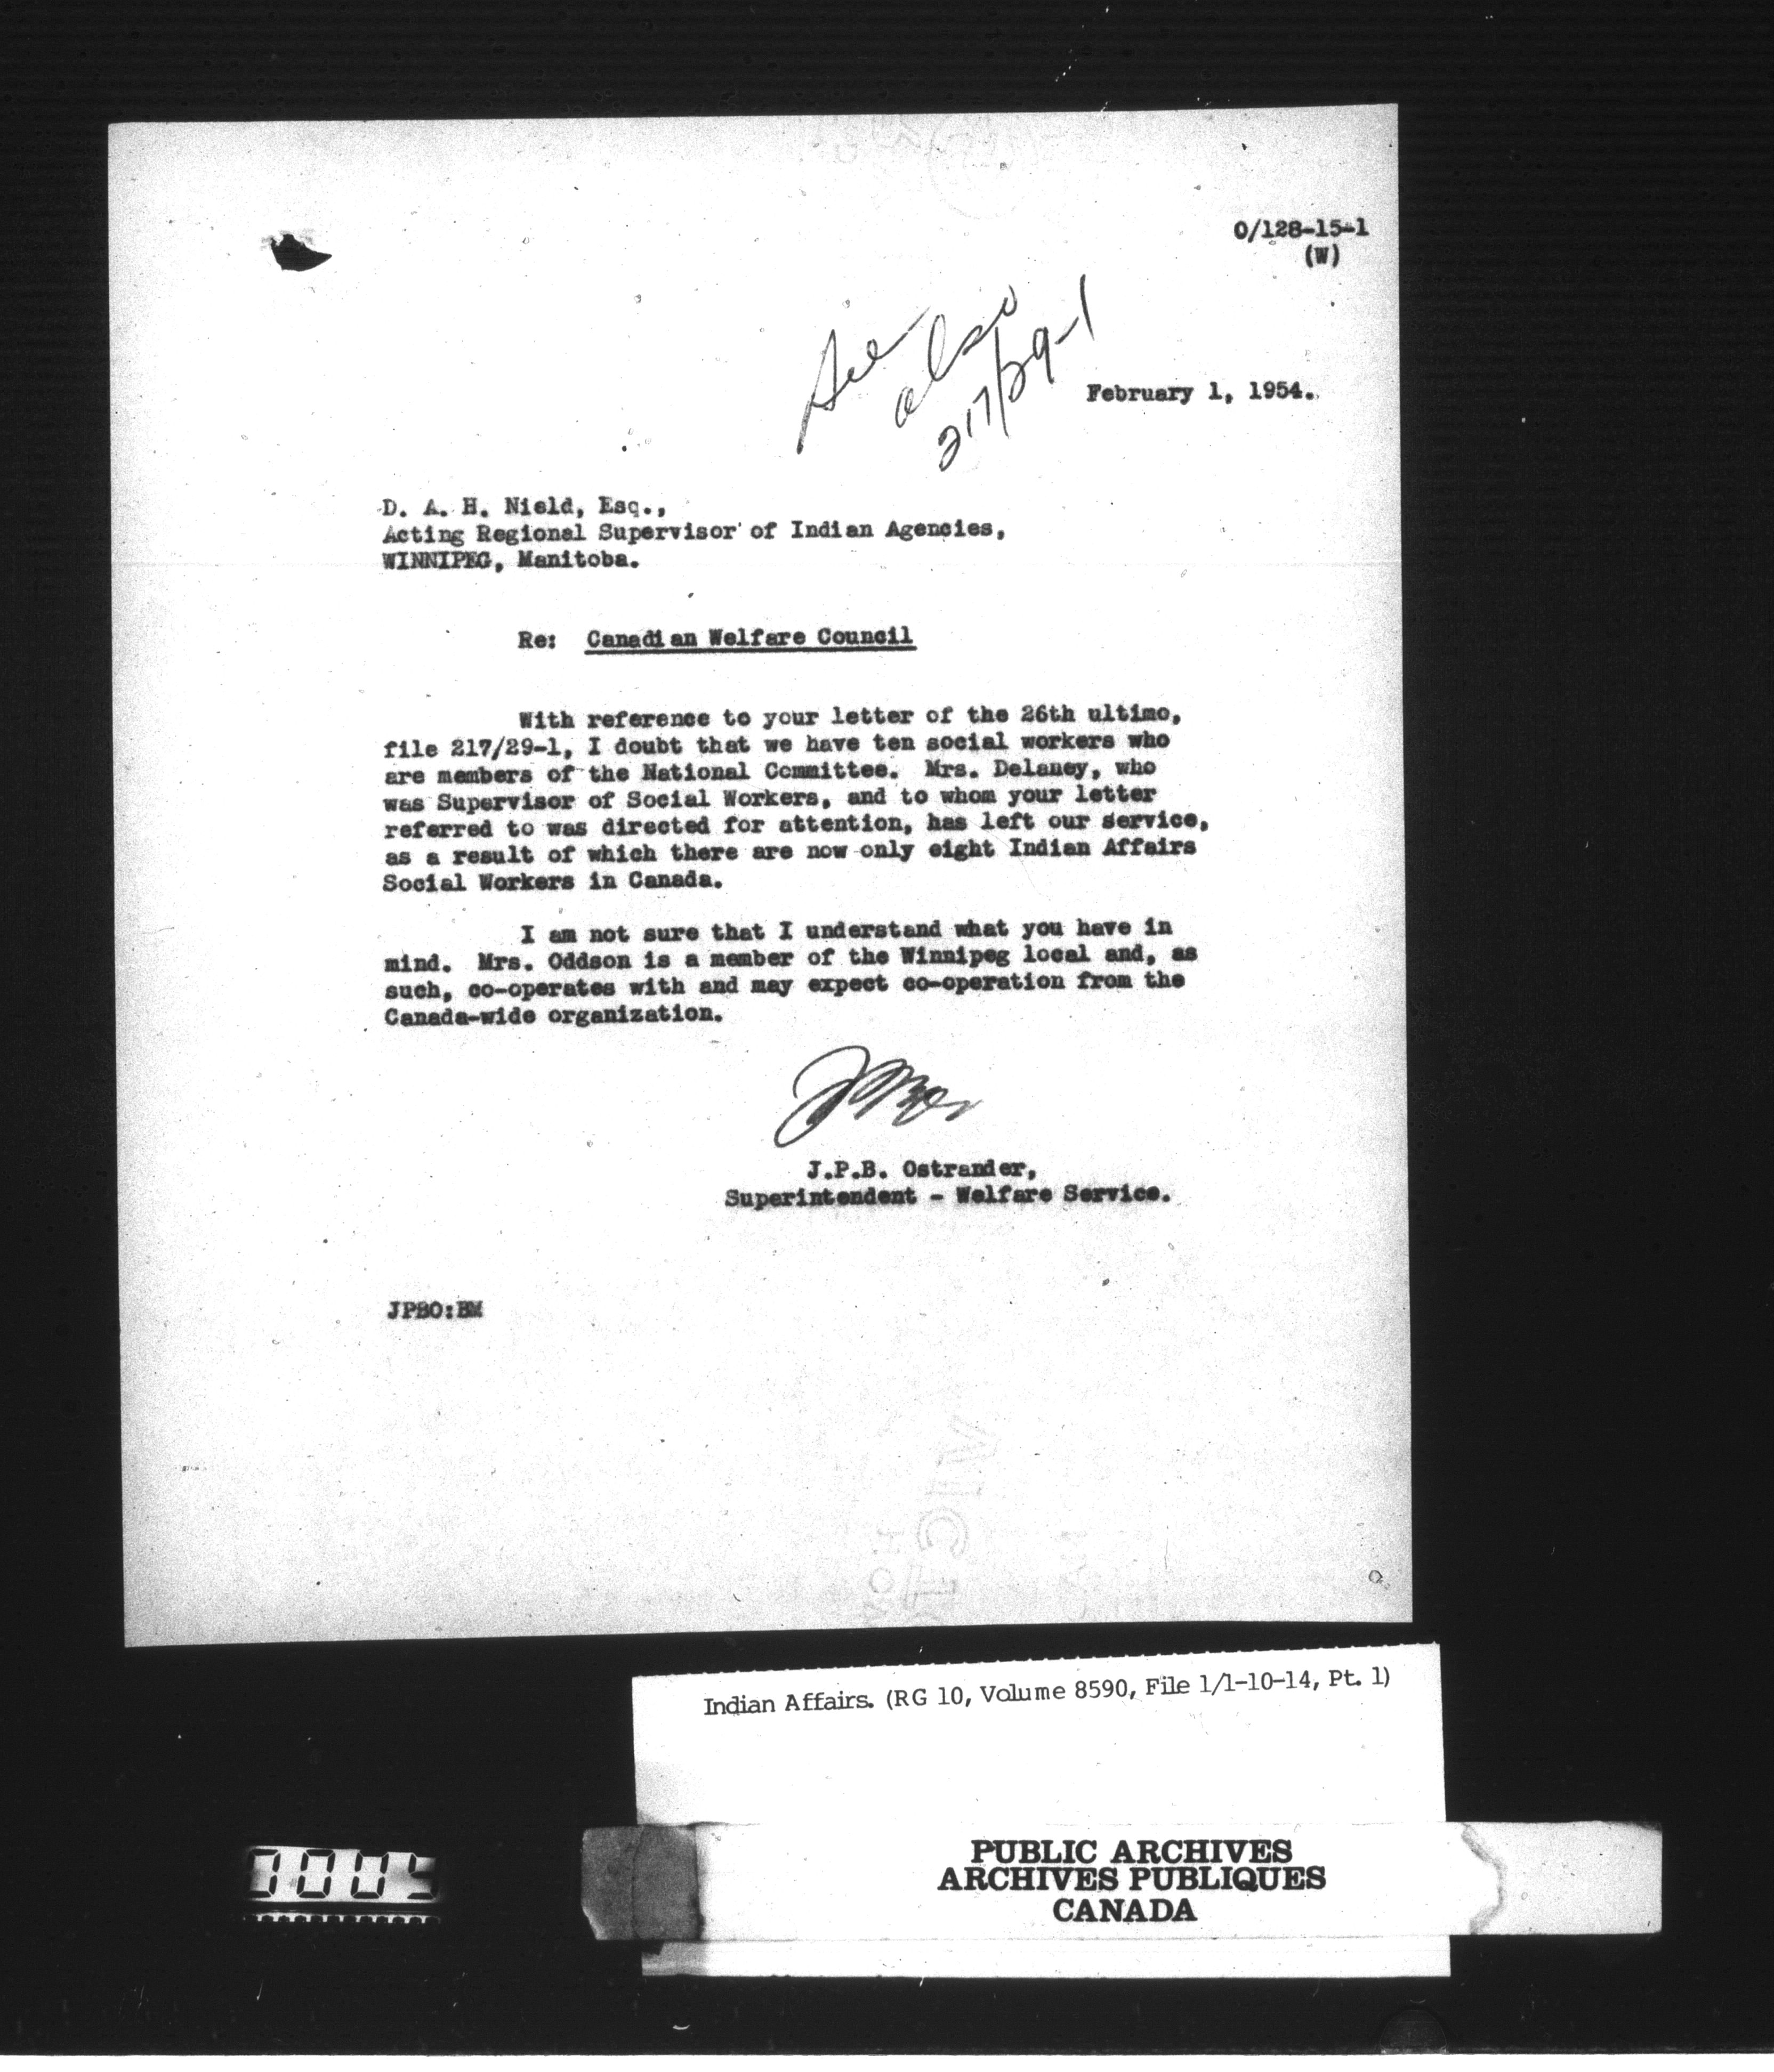 O/128-15-1
(W)
See
also
217/29-1
February 1, 1954.
D. A. H. Nield, Esq.,
Acting Regional Supervisor of Indian Agencies,
WINNIPEG, Manitoba.
Re: Canadian Welfare Council
With reference to your letter of the 26th ultimo,
file 217/29-1, I doubt that we have ten social workers who
are members of the National Committee. Mrs. Delaney, who
was Supervisor of Social Workers, and to whom your letter
referred to was directed for attention, has left our service,
as a result of which there are now only eight Indian Affairs
Social Workers in Canada.
I am not sure that I understand what you have in
mind. Mrs. Oddson is a member of the Winnipeg local and, as
such, co-operates with and may expect co-operation from the
Canada-wide organization.
J.P.B. Ostrander,
Superintendent - Welfare Service.
JPBO:BM
Indian Affairs. (RG 10, Volume 8590, File 1/1-10-14, Pt. 1)
PUBLIC ARCHIVES
ARCHIVES PUBLIQUES
CANADA